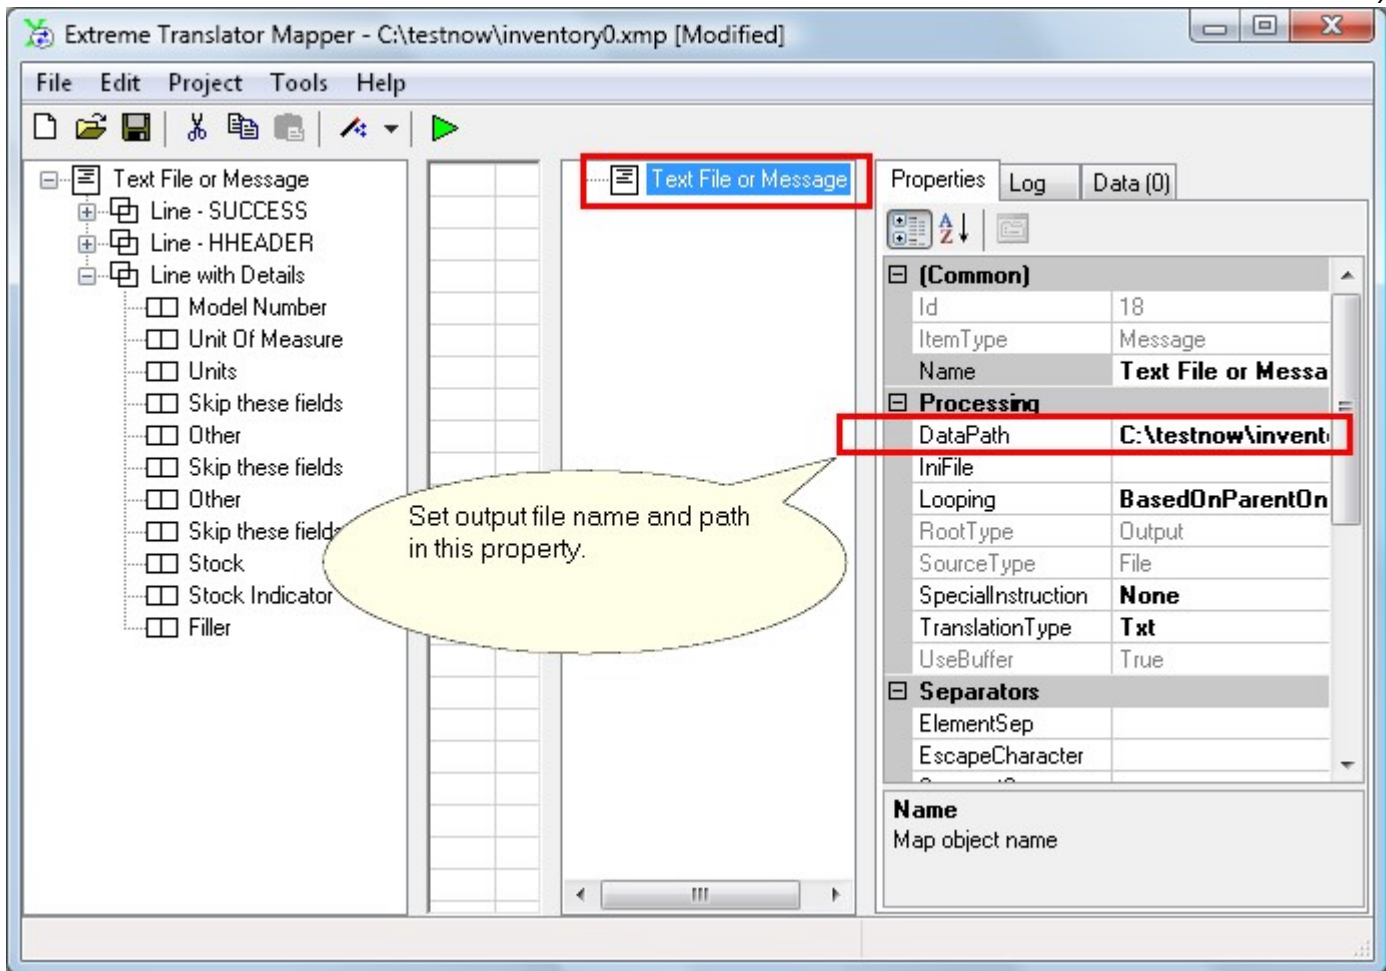 Extreme Translator Mapper - C:\testnow\inventory0.xmp [Modified]
File Edit Project Tools Help
Text File or Message
Line - SUCCESS
Line - HHEADER
Line with Details
Model Number
Unit Of Measure
Units
Skip these fields
Other
Skip these fields
Other
Skip these fields
Stock
Stock Indicator
Filler
Text File or Message
Set output file name and path
in this property.
Properties Log Data (0)
(Common)
Id 18
ItemType Message
Name Text File or Messa
Processing
DataPath C:\testnow\invent
IniFile
Looping BasedOnParentOn
RootType Output
SourceType File
SpecialInstruction None
TranslationType Txt
UseBuffer True
Separators
ElementSep
EscapeCharacter
Name
Map object name